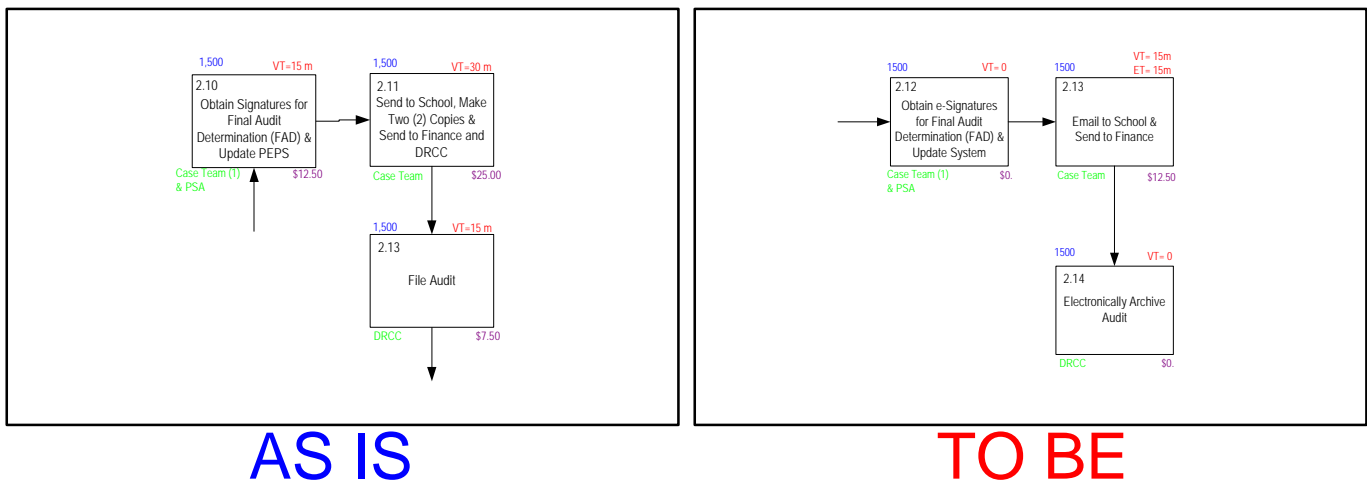 1,500
VT=15 m
2.10
Obtain Signatures for
Final Audit
Determination (FAD) &
Update PEPS
Case Team (1)
& PSA
$12.50
1,500
VT=30 m
2.11
Send to School, Make
Two (2) Copies &
Send to Finance and
DRCC
Case Team
$25.00
1,500
VT=15 m
2.13
File Audit
DRCC
$7.50
AS IS
1500
VT= 0
2.12
Obtain e-Signatures
for Final Audit
Determination (FAD) &
Update System
Case Team (1)
& PSA
$0.
1500
VT= 15m
ET= 15m
2.13
Email to School &
Send to Finance
Case Team
$12.50
1500
VT= 0
2.14
Electronically Archive
Audit
DRCC
$0.
TO BE